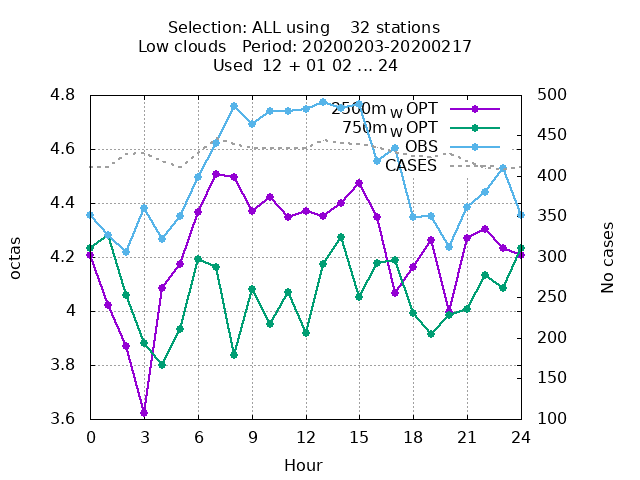 Selection: ALL using 32 stations
Low clouds Period: 20200203-20200217
Used 12 + 01 02 ... 24
4.8
4.6
4.4
4.2
4
3.8
3.6
500
450
400
350
300
250
200
150
100
2500m W OPT
750m W OPT
OBS
CASES
octas
No cases
0 3 6 9 12 15 18 21 24
Hour